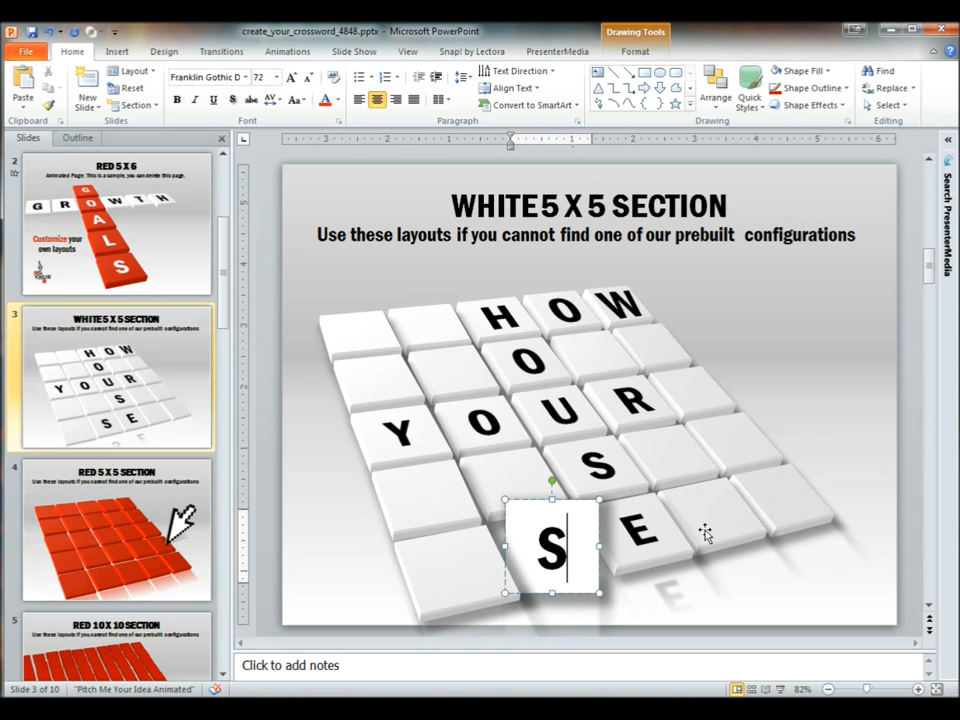 create_your_crossword_4848.pptx - Microsoft PowerPoint
Drawing Tools
File Home Insert Design Transitions Animations Slide Show View Snap! by Lectora PresenterMedia Format
Paste
Clipboard
New Slide
Layout
Reset
Section
Slides
Franklin Gothic D 72
B I U S abc AV Aa A
Font
Paragraph
Text Direction
Align Text
Convert to SmartArt
Arrange
Quick Styles
Shape Fill
Shape Outline
Shape Effects
Drawing
Find
Replace
Select
Editing
Slides Outline
2
RED 5 X 6
Animated Page: This is a sample, you can delete this page.
G
G R O W T H
A
L
S
Customize your
own layouts
3
WHITE 5 X 5 SECTION
Use these layouts if you cannot find one of our prebuilt configurations
H O W
O
Y O U R
S
S E
4
RED 5 X 5 SECTION
Use these layouts if you cannot find one of our prebuilt configurations
5
RED 10 X 10 SECTION
Use these layouts if you cannot find one of our prebuilt configurations
WHITE 5 X 5 SECTION
Use these layouts if you cannot find one of our prebuilt configurations
H O W
O
Y O U R
S
S E
Search PresenterMedia
Click to add notes
Slide 3 of 10 "Pitch Me Your Idea Animated" 82%